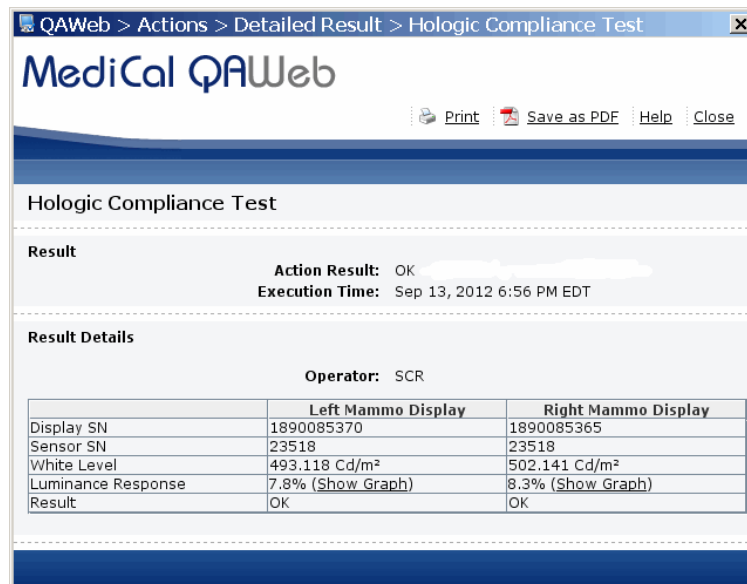 QAWeb > Actions > Detailed Result > Hologic Compliance Test
MediCal QAWeb
Print Save as PDF Help Close
Hologic Compliance Test
Result
Action Result: OK
Execution Time: Sep 13, 2012 6:56 PM EDT
Result Details
Operator: SCR
Left Mammo Display Right Mammo Display
Display SN 1890085370 1890085365
Sensor SN 23518 23518
White Level 493.118 Cd/m² 502.141 Cd/m²
Luminance Response 7.8% (Show Graph) 8.3% (Show Graph)
Result OK OK